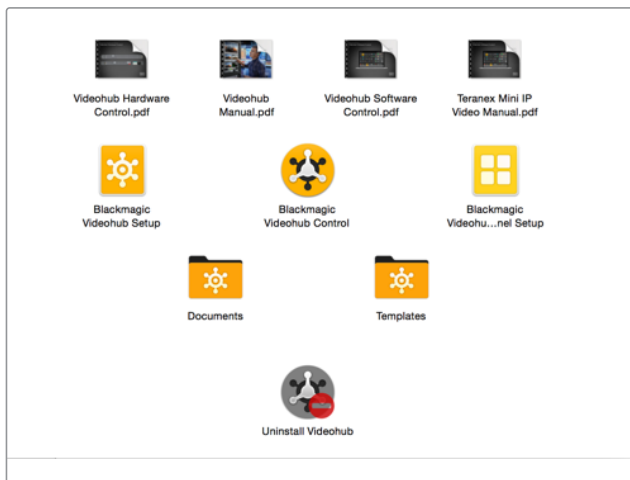 Videohub Hardware
Control.pdf
Videohub
Manual.pdf
Videohub Software
Control.pdf
Teranex Mini IP
Video Manual.pdf
Blackmagic
Videohub Setup
Blackmagic
Videohub Control
Blackmagic
Videohu...nel Setup
Documents
Templates
Uninstall Videohub